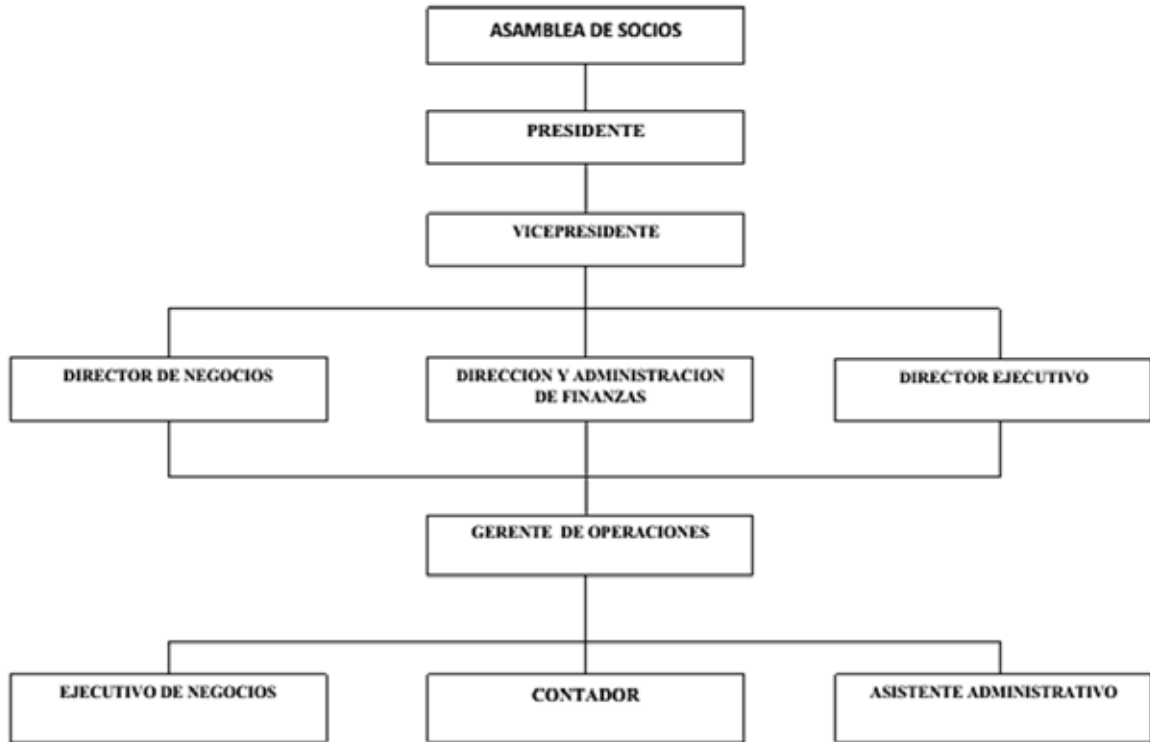 ASAMBLEA DE SOCIOS
PRESIDENTE
VICEPRESIDENTE
DIRECTOR DE NEGOCIOS
DIRECCION Y ADMINISTRACION
DE FINANZAS
DIRECTOR EJECUTIVO
GERENTE DE OPERACIONES
EJECUTIVO DE NEGOCIOS
CONTADOR
ASISTENTE ADMINISTRATIVO